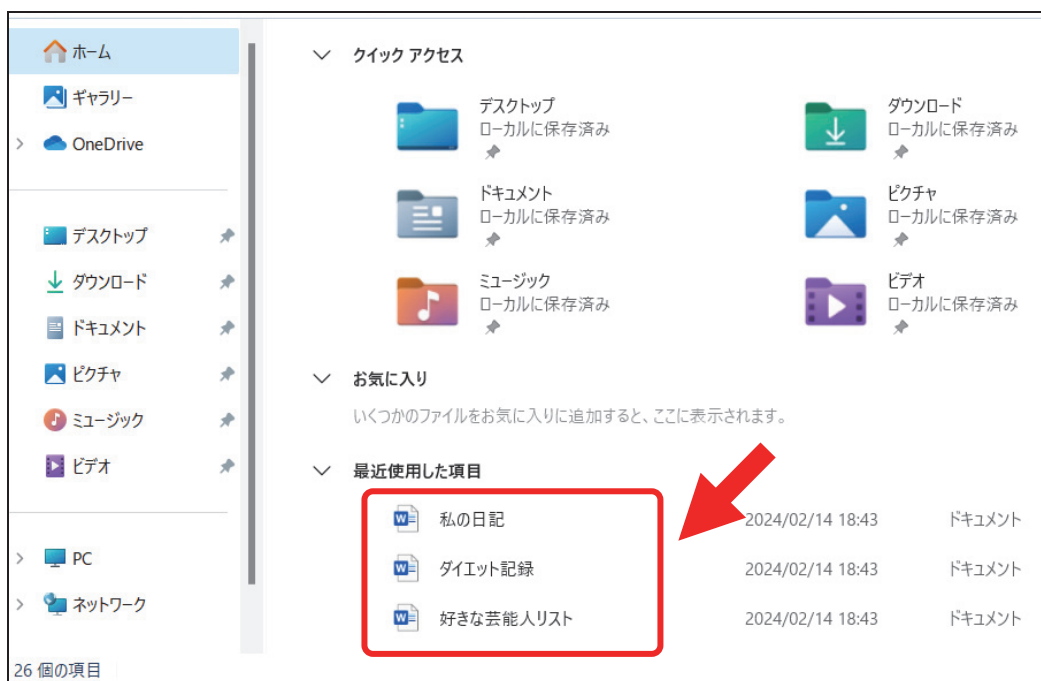 ホーム
ギャラリー
OneDrive
デスクトップ
ダウンロード
ドキュメント
ピクチャ
ミュージック
ビデオ
PC
ネットワーク
26 個の項目
クイック アクセス
デスクトップ
ローカルに保存済み
ダウンロード
ローカルに保存済み
ドキュメント
ローカルに保存済み
ピクチャ
ローカルに保存済み
ミュージック
ローカルに保存済み
ビデオ
ローカルに保存済み
お気に入り
いくつかのファイルをお気に入りに追加すると、ここに表示されます。
最近使用した項目
私の日記 2024/02/14 18:43 ドキュメント
ダイエット記録 2024/02/14 18:43 ドキュメント
好きな芸能人リスト 2024/02/14 18:43 ドキュメント